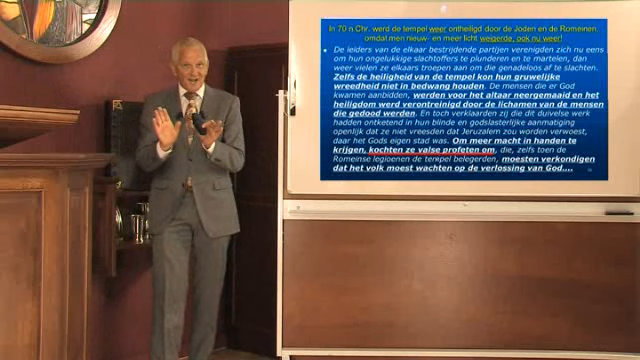 In 70 n Chr. werd de tempel weer ontheiligd door de Joden en de Romeinen,
omdat men nieuw- en meer licht weigerde, ook nu weer!
De leiders van de elkaar bestrijdende partijen verenigden zich nu eens
om hun ongelukkige slachtoffers te plunderen en te martelen, dan
weer vielen ze elkaars troepen aan om die genadeloos af te slachten.
Zelfs de heiligheid van de tempel kon hun gruwelijke
wreedheid niet in bedwang houden. De mensen die er God
kwamen aanbidden, werden voor het altaar neergemaaid en het
heiligdom werd verontreinigd door de lichamen van de mensen
die gedood werden. En toch verklaarden zij die dit duivelse werk
hadden ontketend in hun blinde en godslasterlijke aanmatiging
openlijk dat ze niet vreesden dat Jeruzalem zou worden verwoest,
daar het Gods eigen stad was. Om meer macht in handen te
krijgen, kochten ze valse profeten om, die, zelfs toen de
Romeinse legioenen de tempel belegerden, moesten verkondigen
dat het volk moest wachten op de verlossing van God....